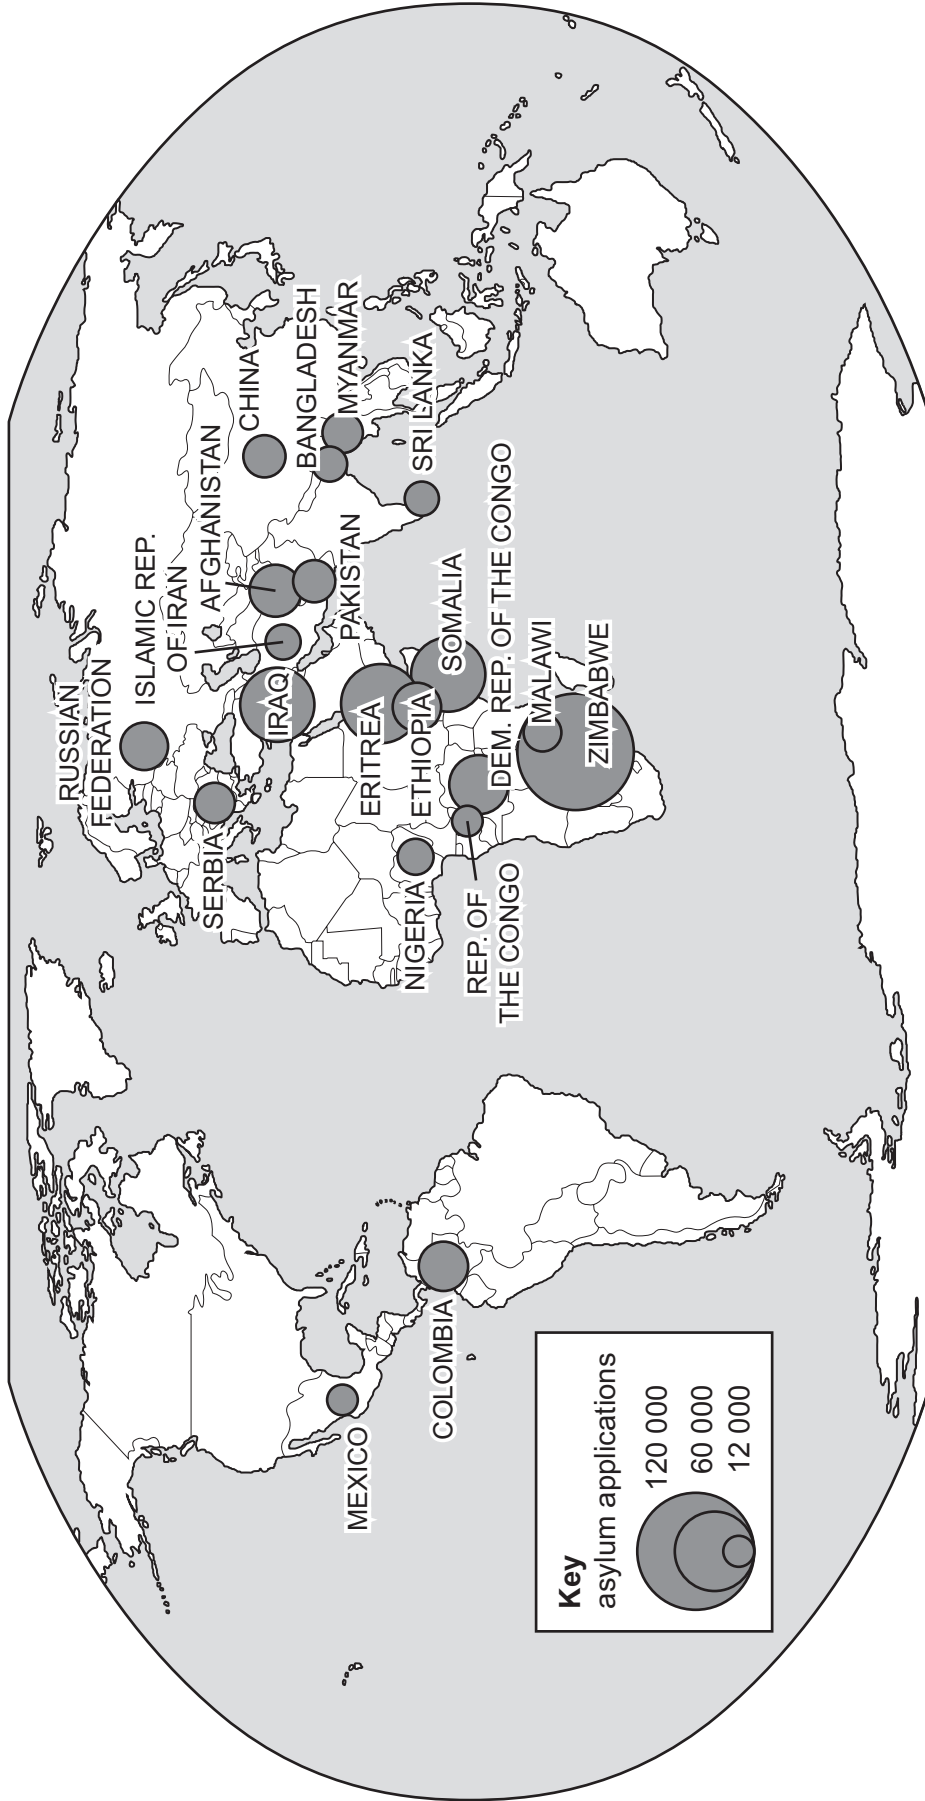 RUSSIAN
FEDERATION
ISLAMIC REP.
OF IRAN
AFGHANISTAN
CHINA
BANGLADESH
MYANMAR
SERBIA
IRAQ
PAKISTAN
SRI LANKA
ERITREA
ETHIOPIA
SOMALIA
NIGERIA
DEM. REP. OF THE CONGO
REP. OF
THE CONGO
MALAWI
ZIMBABWE
MEXICO
COLOMBIA
Key
asylum applications
120 000
60 000
12 000